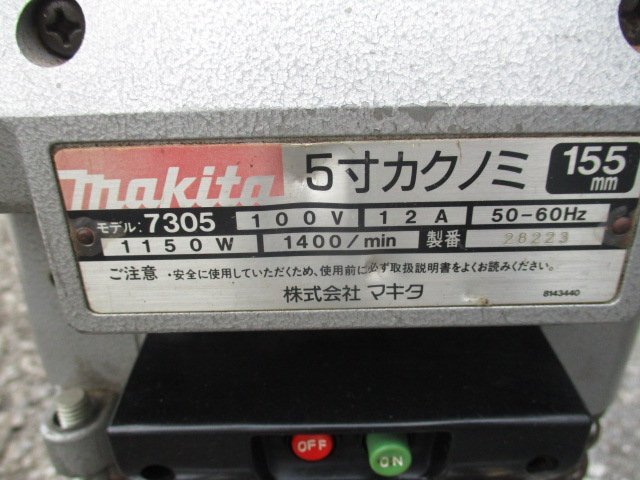 makita
5寸カクノミ
155
mm
モデル:7305
100V
12A
50-60Hz
1150W
1400/min
製番
28223
ご注意・安全に使用していただくため、使用前に必ず取扱説明書をよくお読みください。
株式会社 マキタ
8143440
OFF
ON